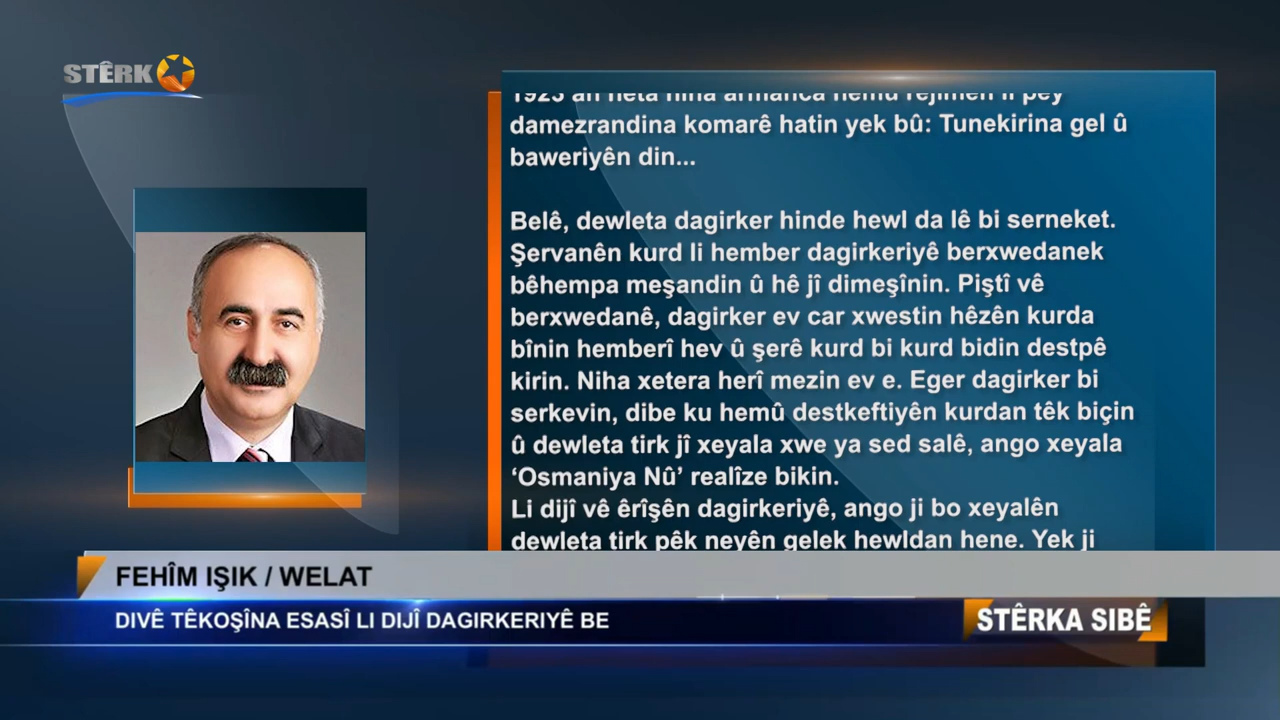 STÊRK
damezrandina komarê hatin yek bû: Tunekirina gel û
baweriyên din...
Belê, dewleta dagirker hinde hewl da lê bi serneket.
Şervanên kurd li hember dagirkeriyê berxwedanek
bêhempa meşandin û hê jî dimeşînin. Piştî vê
berxwedanê, dagirker ev car xwestin hêzên kurda
bînin hemberî hev û şerê kurd bi kurd bidin destpê
kirin. Niha xetera herî mezin ev e. Eger dagirker bi
serkevin, dibe ku hemû destkeftiyên kurdan têk biçin
û dewleta tirk jî xeyala xwe ya sed salê, ango xeyala
‘Osmaniya Nû’ realîze bikin.
Li dijî vê êrîşên dagirkeriyê, ango ji bo xeyalên
dewleta tirk pêk neyên gelek hewldan hene. Yek ji
FEHÎM IŞIK / WELAT
DIVÊ TÊKOŞÎNA ESASÎ LI DIJÎ DAGIRKERIYÊ BE
STÊRKA SIBÊ